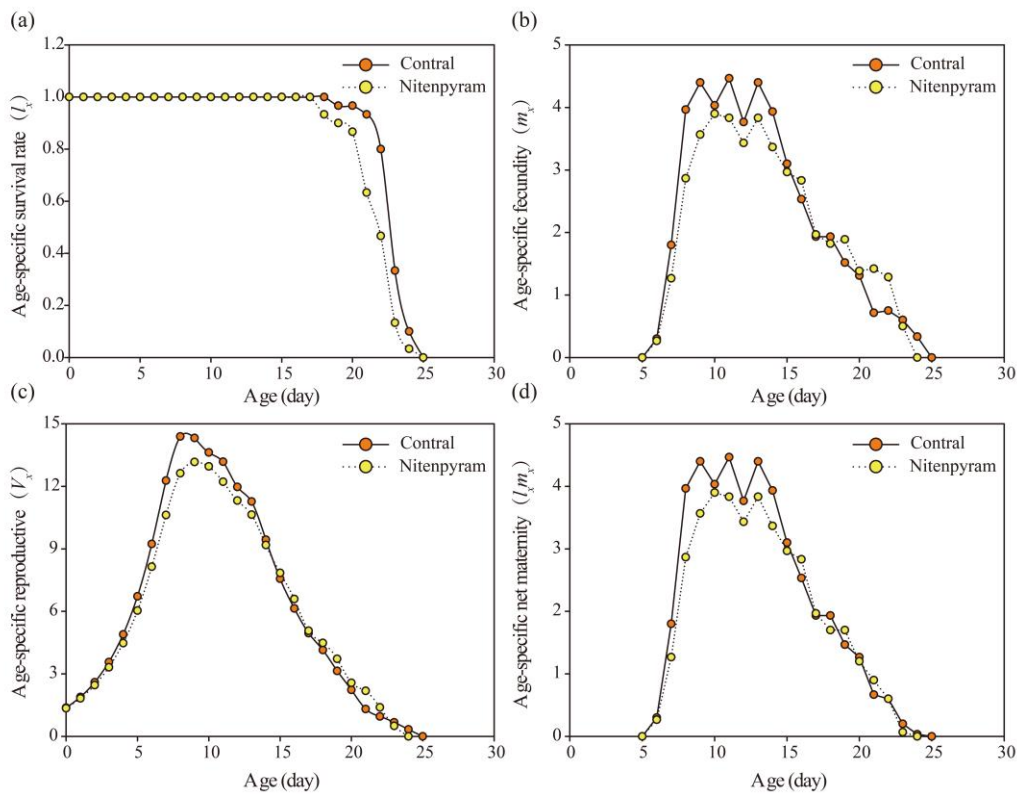 (a)
Age-specific survival rate (lx)
1.2
1.0
0.8
0.6
0.4
0.2
0.0
Contral
Nitenpyram
0 5 10 15 20 25 30
Age (day)
(b)
Age-specific fecundity (mx)
5
4
3
2
1
0
Contral
Nitenpyram
0 5 10 15 20 25 30
Age (day)
(c)
Age-specific reproductive (Vx)
15
12
9
6
3
0
Contral
Nitenpyram
0 5 10 15 20 25 30
Age (day)
(d)
Age-specific net maternity (lxmx)
5
4
3
2
1
0
Contral
Nitenpyram
0 5 10 15 20 25 30
Age (day)